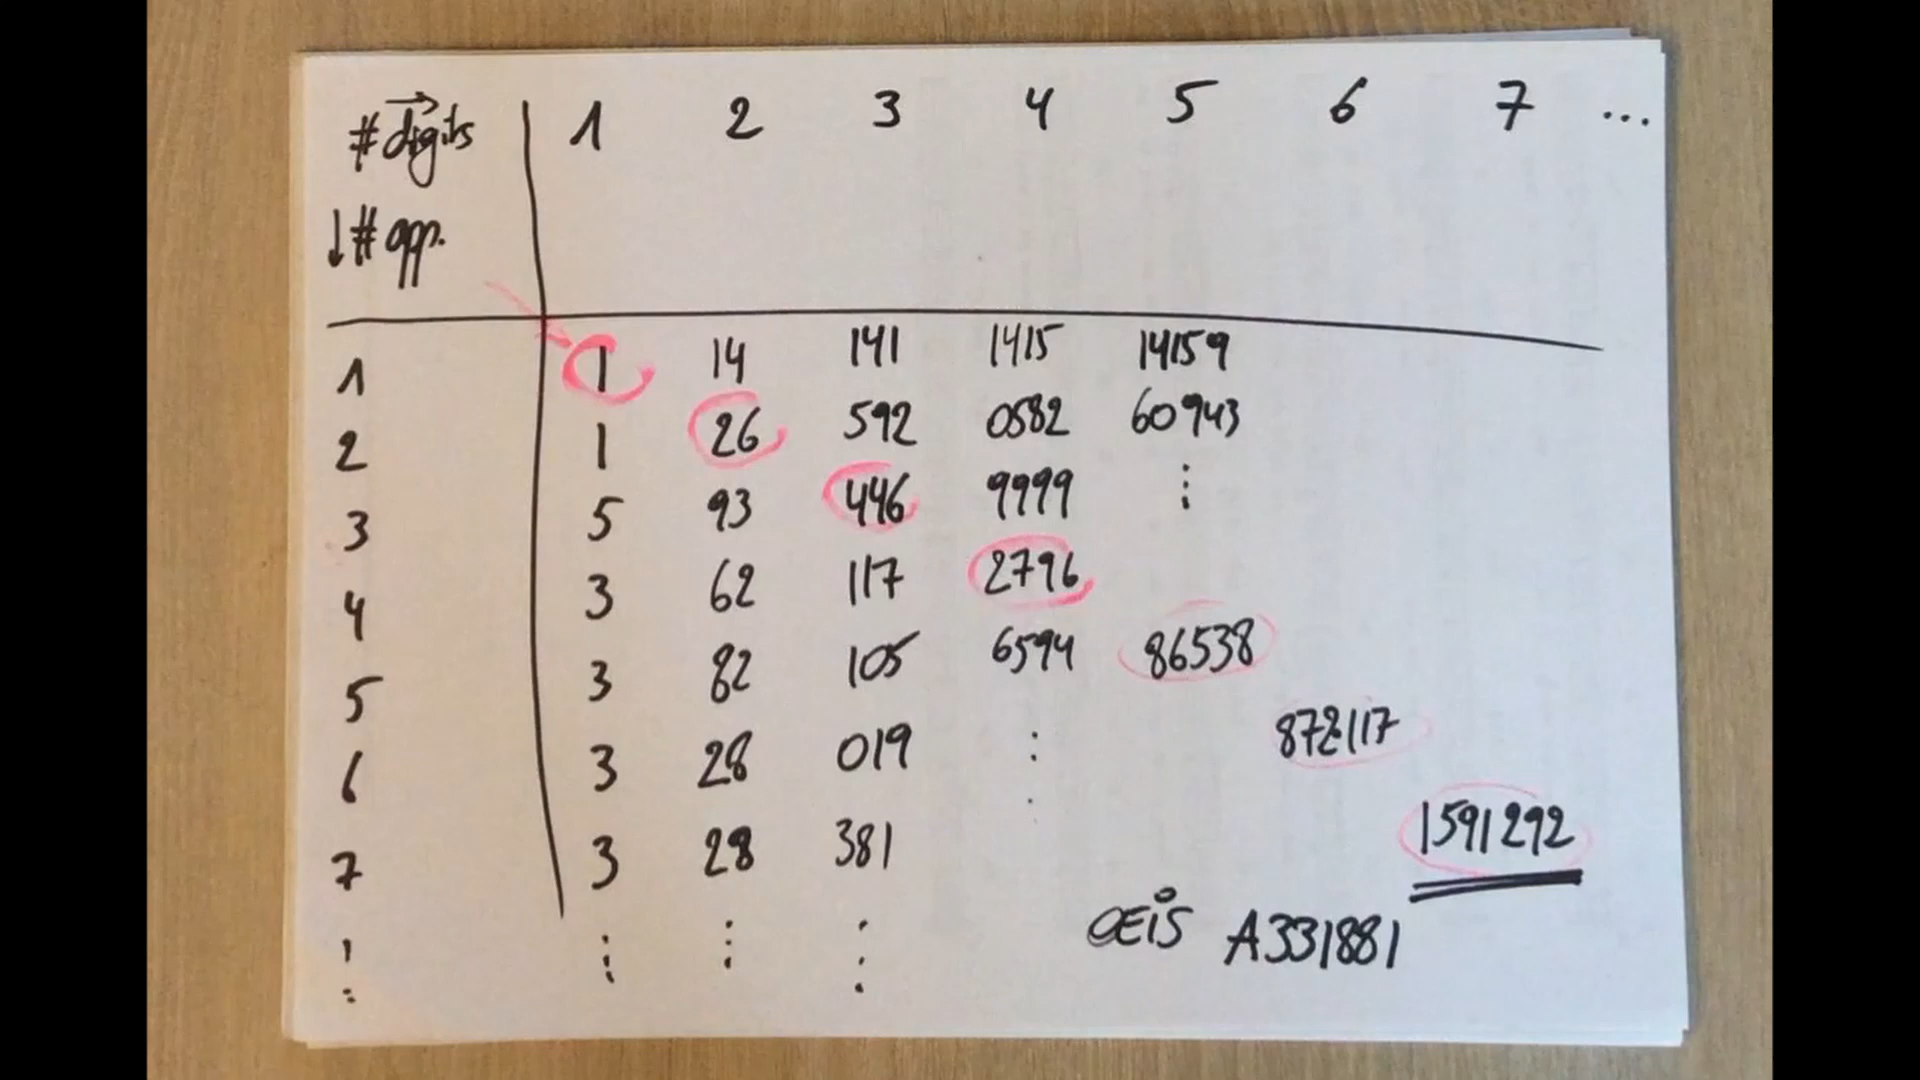 # digits 1 2 3 4 5 6 7 ...
↓ # app.
1 1 14 141 1415 14159
2 1 26 592 0582 60943
3 5 93 446 9999 ⋮
4 3 62 117 2796
5 3 82 105 6594 86538
6 3 28 019 ⋮ 872117
7 3 28 381 1591292
⋮ ⋮ ⋮ ⋮
OEiS A331881